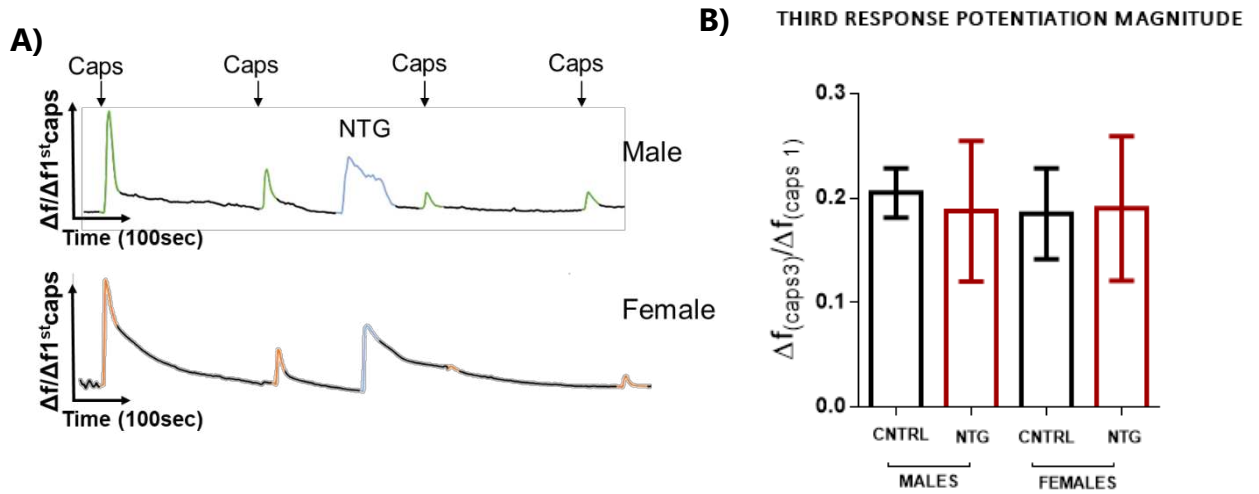 A)
Caps Caps Caps Caps
NTG
Male
Δf/Δf1stcaps
Time (100sec)
Female
Δf/Δf1stcaps
Time (100sec)
B)
THIRD RESPONSE POTENTIATION MAGNITUDE
Δf(caps3)/Δf(caps 1)
0.3
0.2
0.1
0.0
CNTRL NTG CNTRL NTG
MALES FEMALES